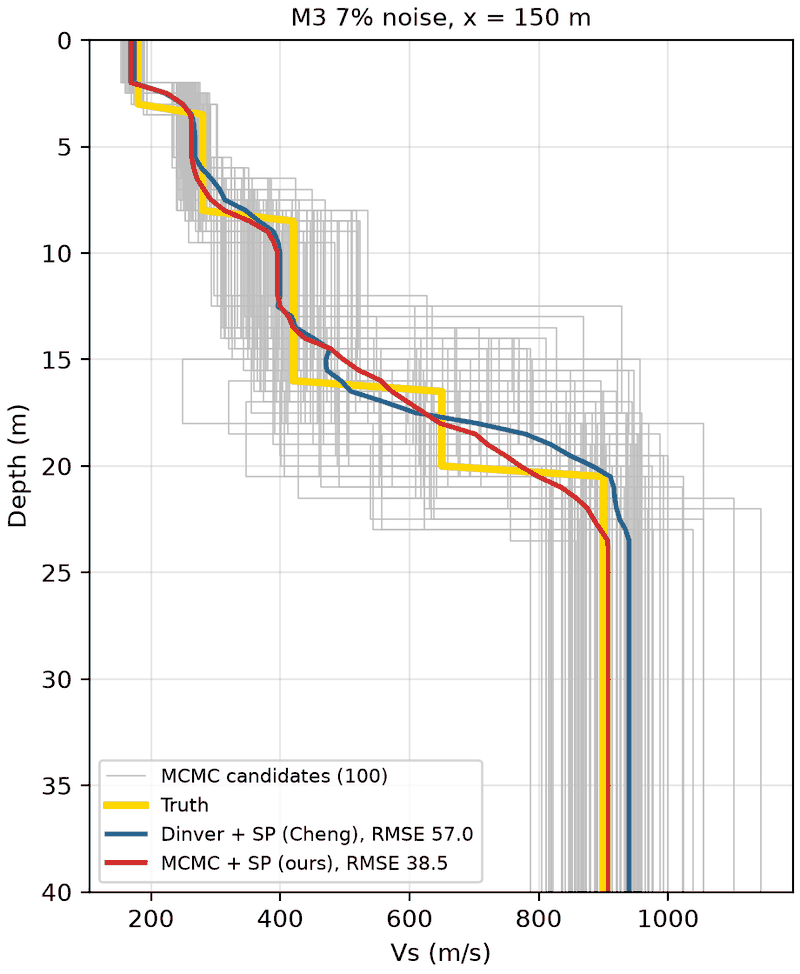 M3 7% noise, x = 150 m
0
5
10
15
20
25
30
35
40
Depth (m)
MCMC candidates (100)
Truth
Dinver + SP (Cheng), RMSE 57.0
MCMC + SP (ours), RMSE 38.5
200 400 600 800 1000
Vs (m/s)